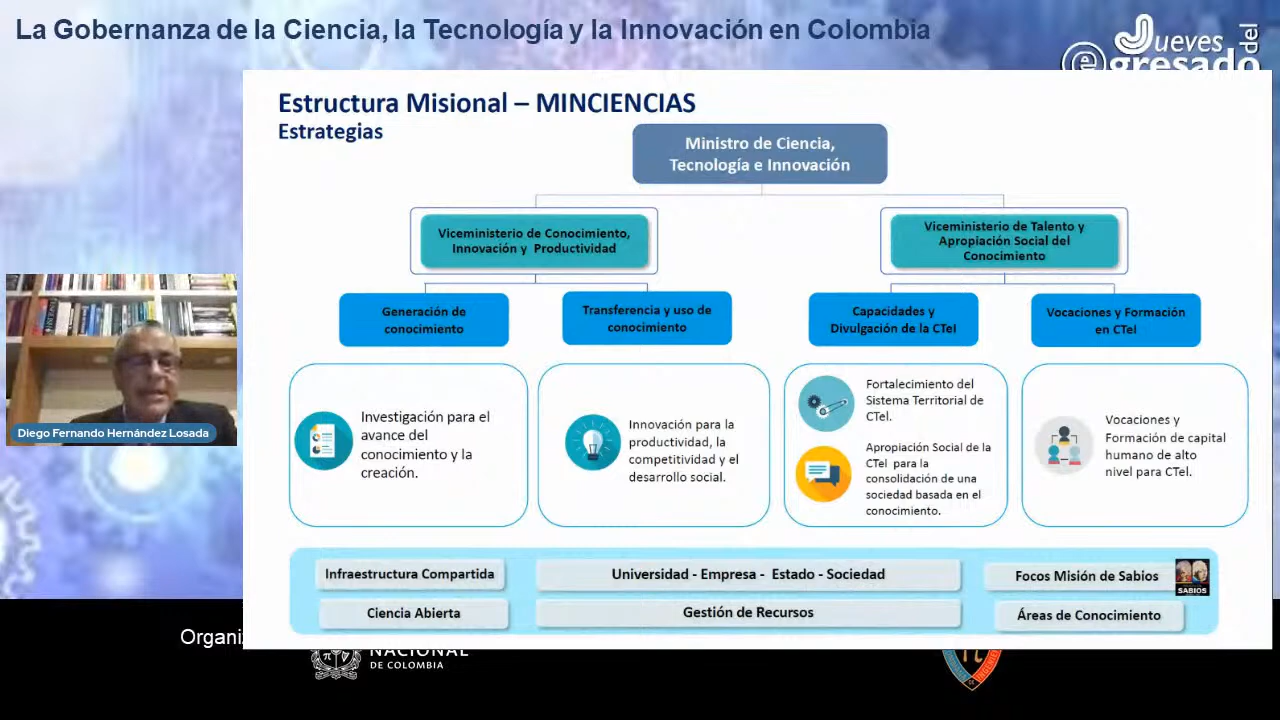 La Gobernanza de la Ciencia, la Tecnología y la Innovación en Colombia
Jueves
del
egresado
Estructura Misional – MINCIENCIAS
Estrategias
Ministro de Ciencia,
Tecnología e Innovación
Viceministerio de Conocimiento,
Innovación y Productividad
Viceministerio de Talento y
Apropiación Social del
Conocimiento
Generación de
conocimiento
Transferencia y uso de
conocimiento
Capacidades y
Divulgación de la CTeI
Vocaciones y Formación
en CTeI
Investigación para el
avance del
conocimiento y la
creación.
Innovación para la
productividad, la
competitividad y el
desarrollo social.
Fortalecimiento del
Sistema Territorial de
CTeI.
Apropiación Social de la
CTeI para la
consolidación de una
sociedad basada en el
conocimiento.
Vocaciones y
Formación de capital
humano de alto
nivel para CTeI.
Diego Fernando Hernández Losada
Infraestructura Compartida
Universidad - Empresa - Estado - Sociedad
Focos Misión de Sabios
SABIOS
Ciencia Abierta
Gestión de Recursos
Áreas de Conocimiento
Organiz
NACIONAL
DE COLOMBIA